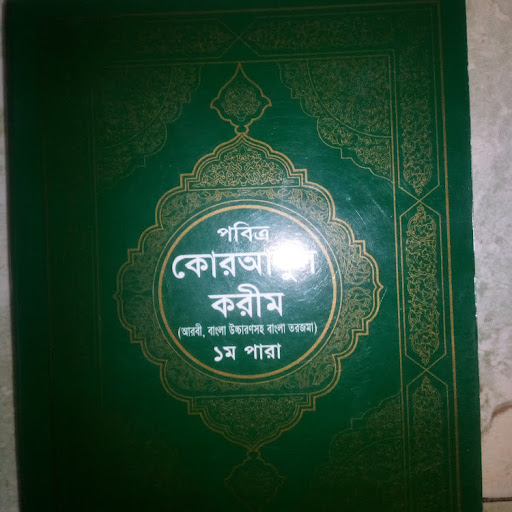 পবিত্র
কোরআনুল
করীম
(আরবী, বাংলা উচ্চারণসহ বাংলা তরজমা)
১ম পারা